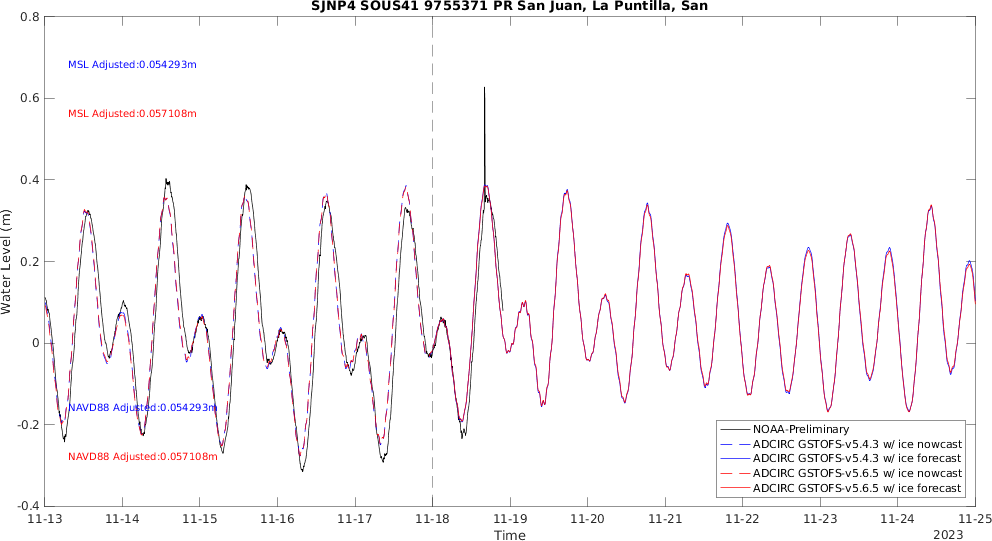 SJNP4 SOUS41 9755371 PR San Juan, La Puntilla, San
0.8
0.6
0.4
0.2
0
-0.2
-0.4
Water Level (m)
MSL Adjusted:0.054293m
MSL Adjusted:0.057108m
NAVD88 Adjusted:0.054293m
NAVD88 Adjusted:0.057108m
NOAA-Preliminary
ADCIRC GSTOFS-v5.4.3 w/ ice nowcast
ADCIRC GSTOFS-v5.4.3 w/ ice forecast
ADCIRC GSTOFS-v5.6.5 w/ ice nowcast
ADCIRC GSTOFS-v5.6.5 w/ ice forecast
11-13 11-14 11-15 11-16 11-17 11-18 11-19 11-20 11-21 11-22 11-23 11-24 11-25
Time
2023